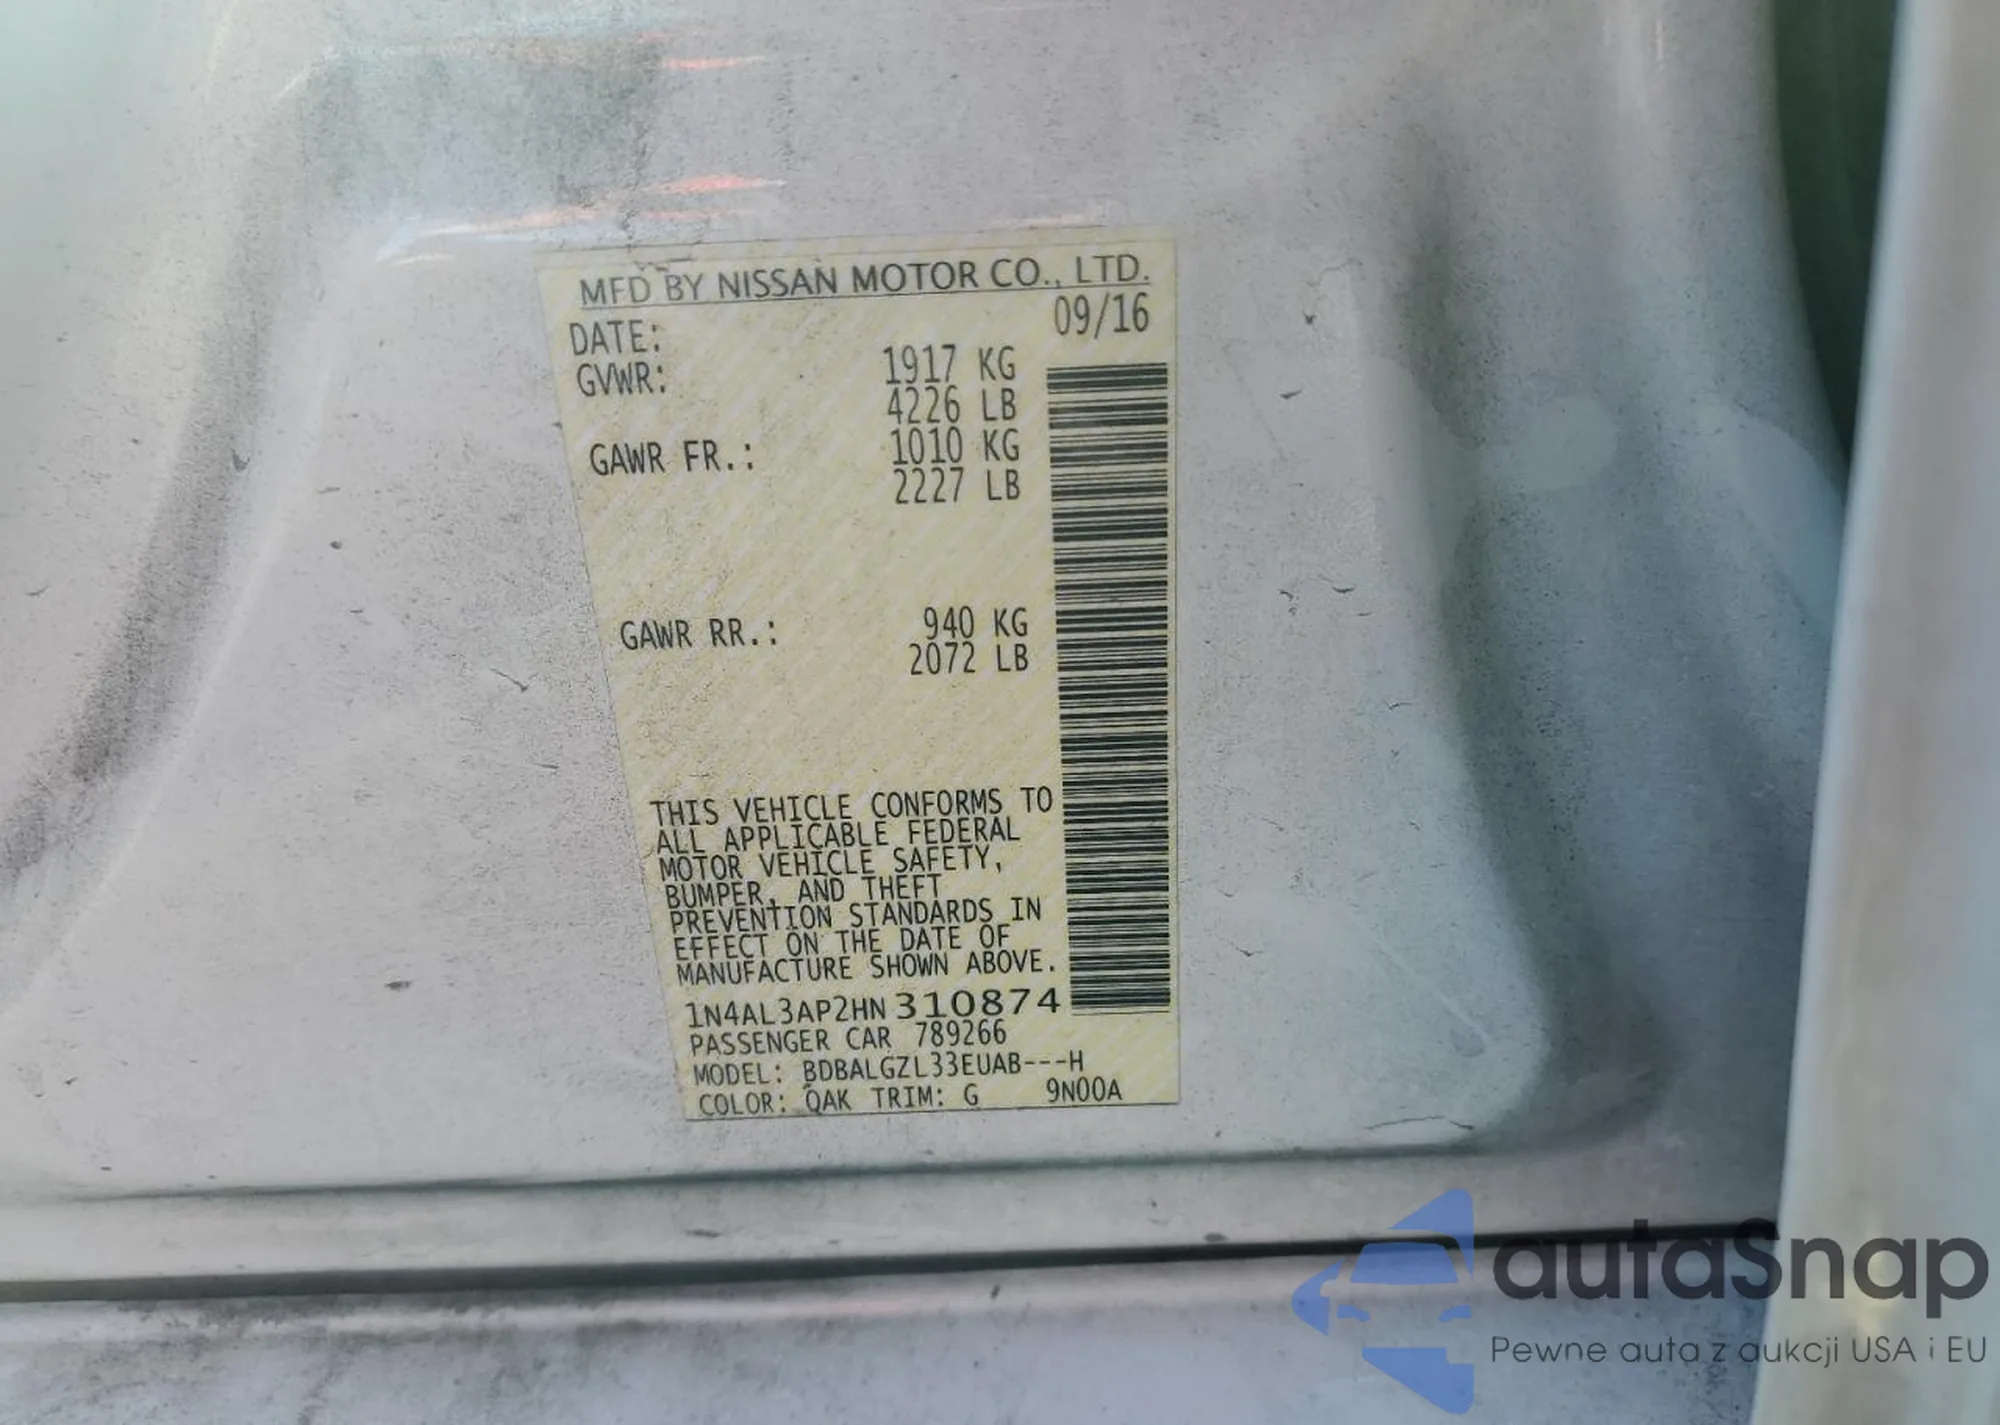 MFD BY NISSAN MOTOR CO., LTD.
DATE: 09/16
GVWR: 1917 KG
4226 LB
GAWR FR.: 1010 KG
2227 LB
GAWR RR.: 940 KG
2072 LB
THIS VEHICLE CONFORMS TO
ALL APPLICABLE FEDERAL
MOTOR VEHICLE SAFETY,
BUMPER, AND THEFT
PREVENTION STANDARDS IN
EFFECT ON THE DATE OF
MANUFACTURE SHOWN ABOVE.
1N4AL3AP2HN310874
PASSENGER CAR 789266
MODEL: BDBALGZL33EUAB---H
COLOR: QAK TRIM: G 9N00A
autaSnap
Pewne auta z aukcji USA i EU